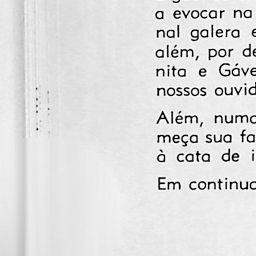 a evocar na
nal galera e
além, por de
nita e Gáve
nossos ouvid
Além, numa
meça sua fa
à cata de i
Em continua